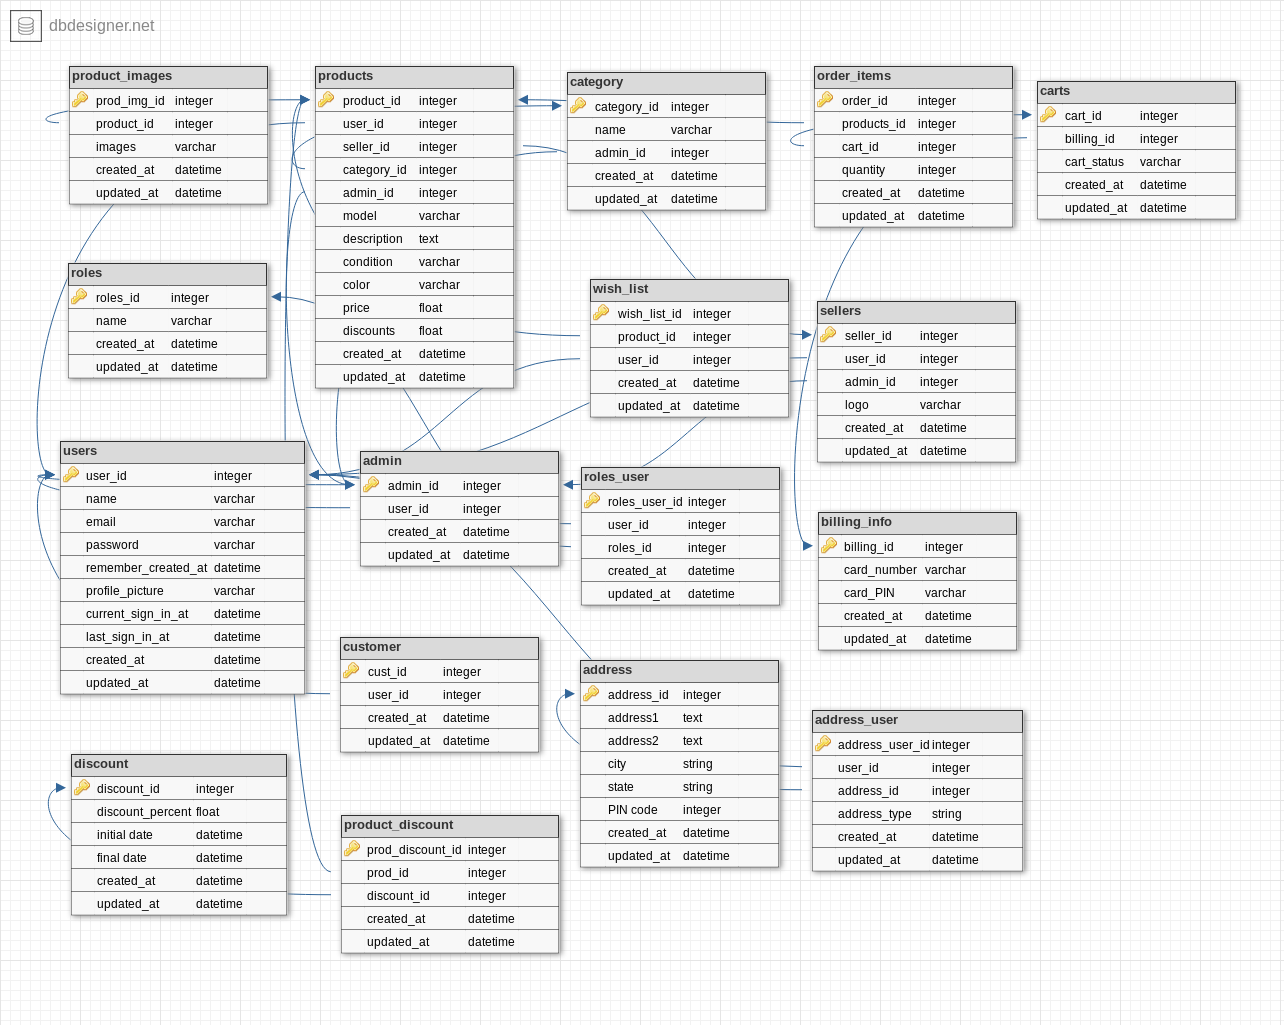 dbdesigner.net
product_images
prod_img_id integer
product_id integer
images varchar
created_at datetime
updated_at datetime
products
product_id integer
user_id integer
seller_id integer
category_id integer
admin_id integer
model varchar
description text
condition varchar
color varchar
price float
discounts float
created_at datetime
updated_at datetime
category
category_id integer
name varchar
admin_id integer
created_at datetime
updated_at datetime
order_items
order_id integer
products_id integer
cart_id integer
quantity integer
created_at datetime
updated_at datetime
carts
cart_id integer
billing_id integer
cart_status varchar
created_at datetime
updated_at datetime
roles
roles_id integer
name varchar
created_at datetime
updated_at datetime
wish_list
wish_list_id integer
product_id integer
user_id integer
created_at datetime
updated_at datetime
sellers
seller_id integer
user_id integer
admin_id integer
logo varchar
created_at datetime
updated_at datetime
users
user_id integer
name varchar
email varchar
password varchar
remember_created_at datetime
profile_picture varchar
current_sign_in_at datetime
last_sign_in_at datetime
created_at datetime
updated_at datetime
admin
admin_id integer
user_id integer
created_at datetime
updated_at datetime
roles_user
roles_user_id integer
user_id integer
roles_id integer
created_at datetime
updated_at datetime
billing_info
billing_id integer
card_number varchar
card_PIN varchar
created_at datetime
updated_at datetime
customer
cust_id integer
user_id integer
created_at datetime
updated_at datetime
address
address_id integer
address1 text
address2 text
city string
state string
PIN code integer
created_at datetime
updated_at datetime
address_user
address_user_id integer
user_id integer
address_id integer
address_type string
created_at datetime
updated_at datetime
discount
discount_id integer
discount_percent float
initial date datetime
final date datetime
created_at datetime
updated_at datetime
product_discount
prod_discount_id integer
prod_id integer
discount_id integer
created_at datetime
updated_at datetime